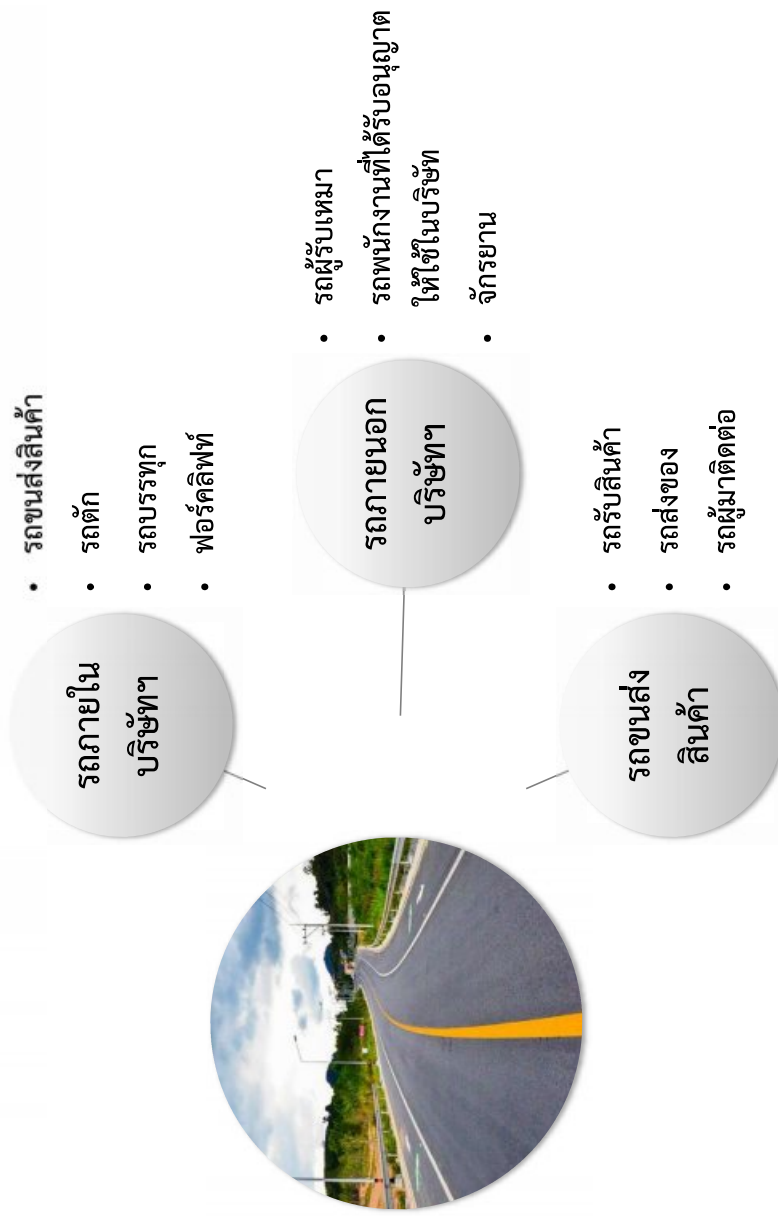 รถภายใน
บริษัทฯ
• รถขนส่งสินค้า
• รถตัก
• รถบรรทุก
• ฟอร์คลิฟท์
รถภายนอก
บริษัทฯ
• รถผู้รับเหมา
• รถพนักงานที่ได้รับอนุญาต
ให้ใช้ในบริษัท
• จักรยาน
รถขนส่ง
สินค้า
• รถรับสินค้า
• รถส่งของ
• รถผู้มาติดต่อ